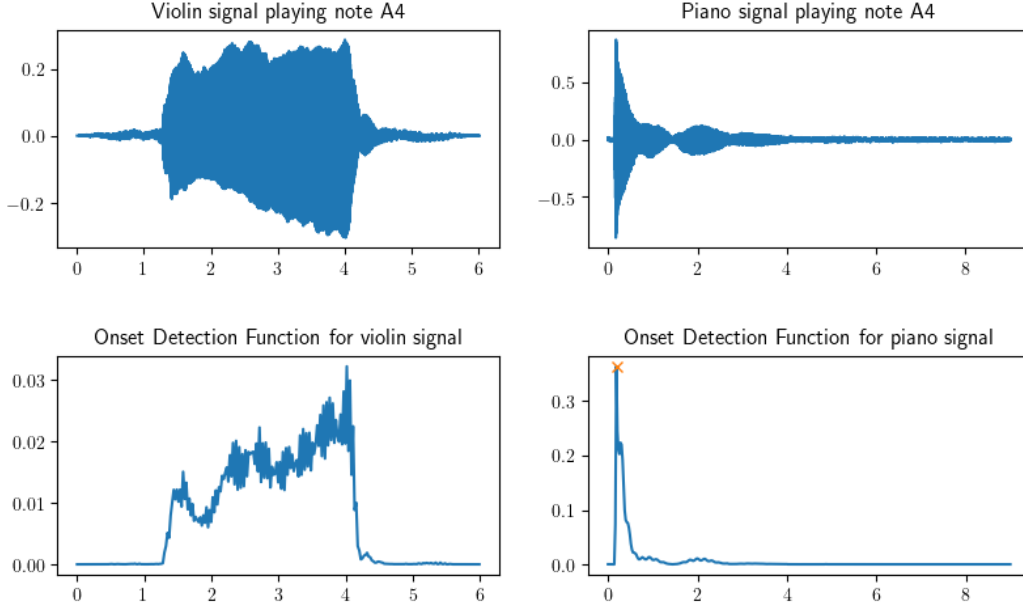 Violin signal playing note A4
0.2
0.0
−0.2
0 1 2 3 4 5 6
Piano signal playing note A4
0.5
0.0
−0.5
0 2 4 6 8
Onset Detection Function for violin signal
0.03
0.02
0.01
0.00
0 1 2 3 4 5 6
Onset Detection Function for piano signal
0.3
0.2
0.1
0.0
0 2 4 6 8